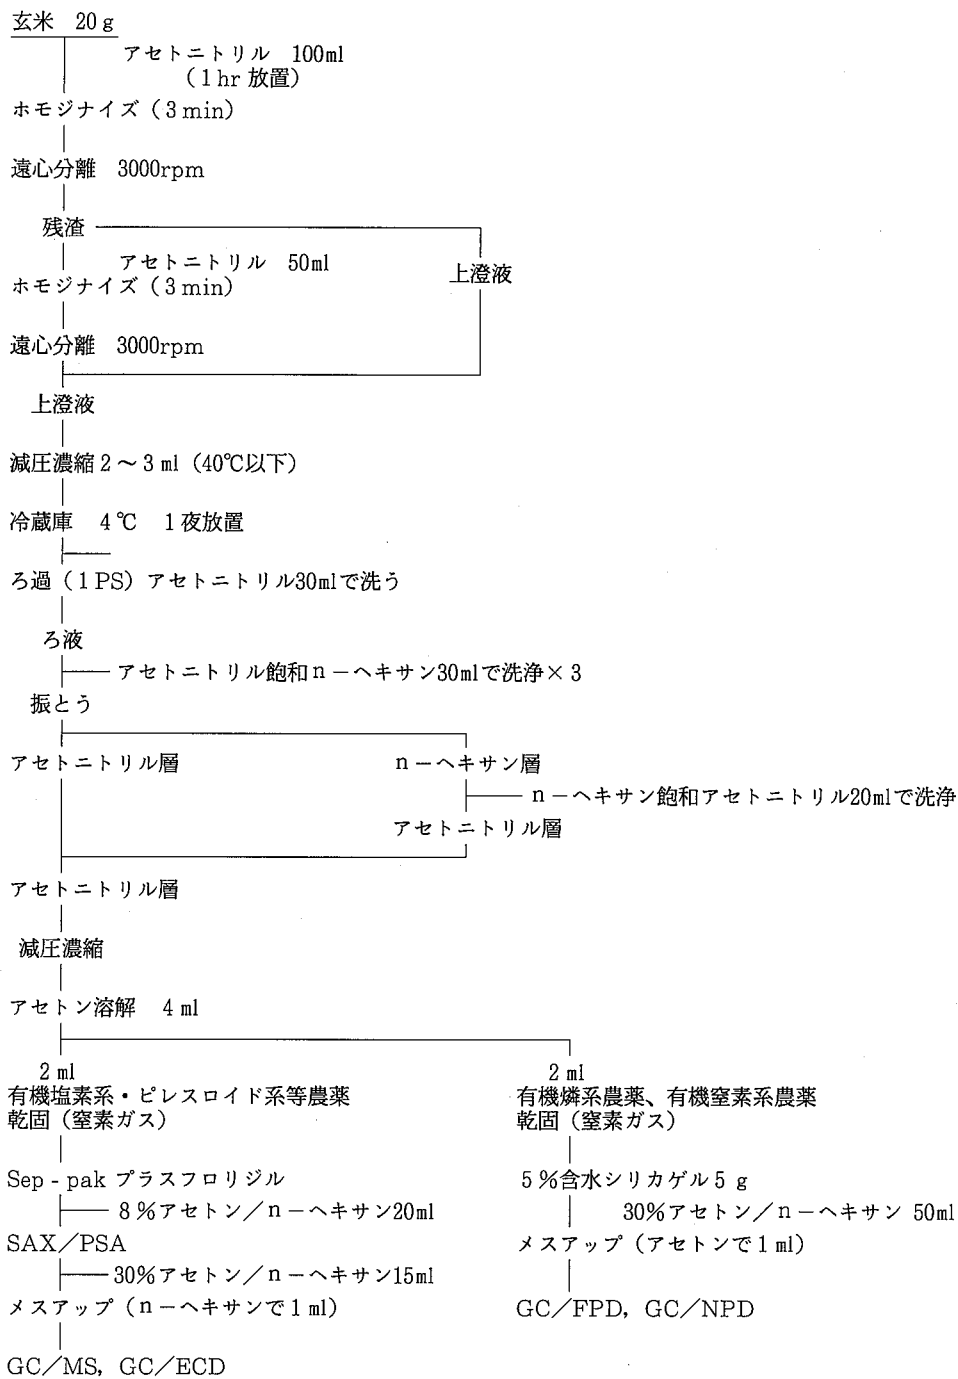 玄米 20g
アセトニトリル 100ml
（1hr 放置）
ホモジナイズ（3min）
遠心分離 3000rpm
残渣
アセトニトリル 50ml
上澄液
ホモジナイズ（3min）
遠心分離 3000rpm
上澄液
減圧濃縮2～3ml（40℃以下）
冷蔵庫 4℃ 1夜放置
ろ過（1PS）アセトニトリル30mlで洗う
ろ液
アセトニトリル飽和n－ヘキサン30mlで洗浄×3
振とう
アセトニトリル層 n－ヘキサン層
n－ヘキサン飽和アセトニトリル20mlで洗浄
アセトニトリル層
アセトニトリル層
減圧濃縮
アセトン溶解 4ml
2ml
有機塩素系・ピレスロイド系等農薬
乾固（窒素ガス）
Sep-pak プラスフロリジル
8％アセトン／n－ヘキサン20ml
SAX／PSA
30％アセトン／n－ヘキサン15ml
メスアップ（n－ヘキサンで1ml）
GC／MS, GC／ECD
2ml
有機燐系農薬、有機窒素系農薬
乾固（窒素ガス）
5％含水シリカゲル5g
30％アセトン／n－ヘキサン 50ml
メスアップ（アセトンで1ml）
GC／FPD, GC／NPD